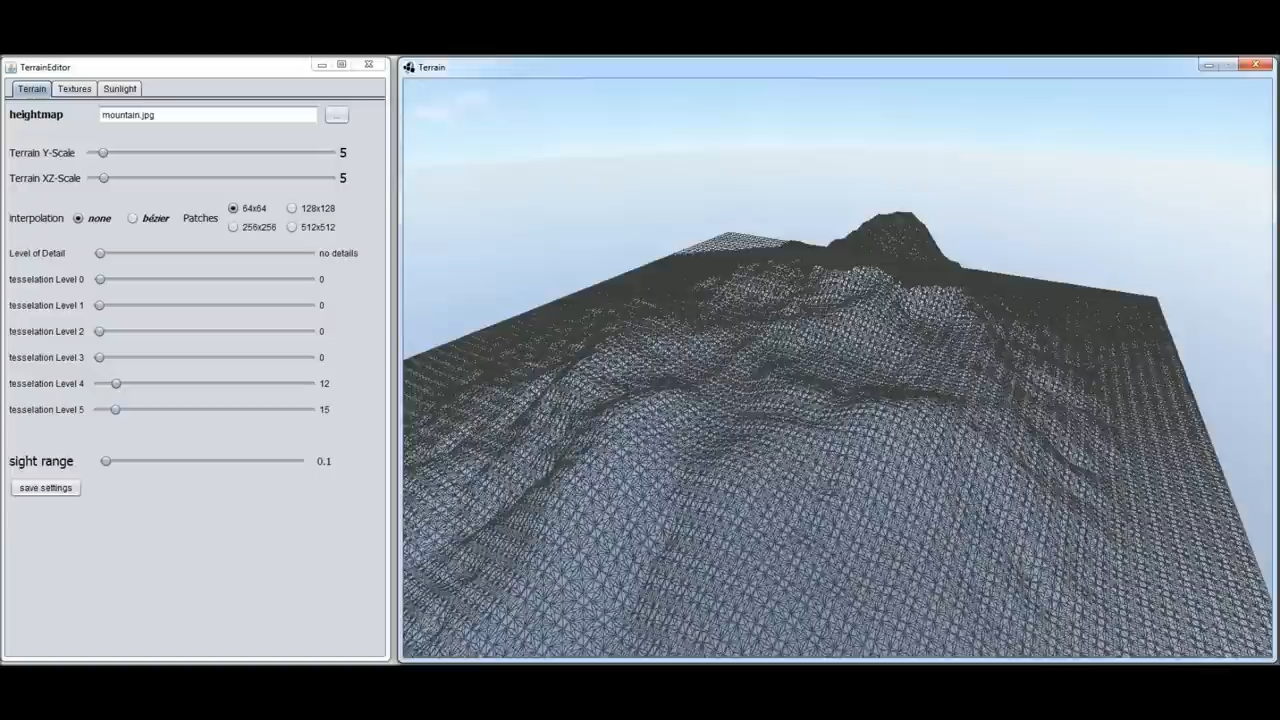 TerrainEditor
Terrain Textures Sunlight
heightmap mountain.jpg ...
Terrain Y-Scale 5
Terrain XZ-Scale 5
interpolation none bézier Patches 64x64 128x128
256x256 512x512
Level of Detail no details
tesselation Level 0 0
tesselation Level 1 0
tesselation Level 2 0
tesselation Level 3 0
tesselation Level 4 12
tesselation Level 5 15
sight range 0.1
save settings
Terrain